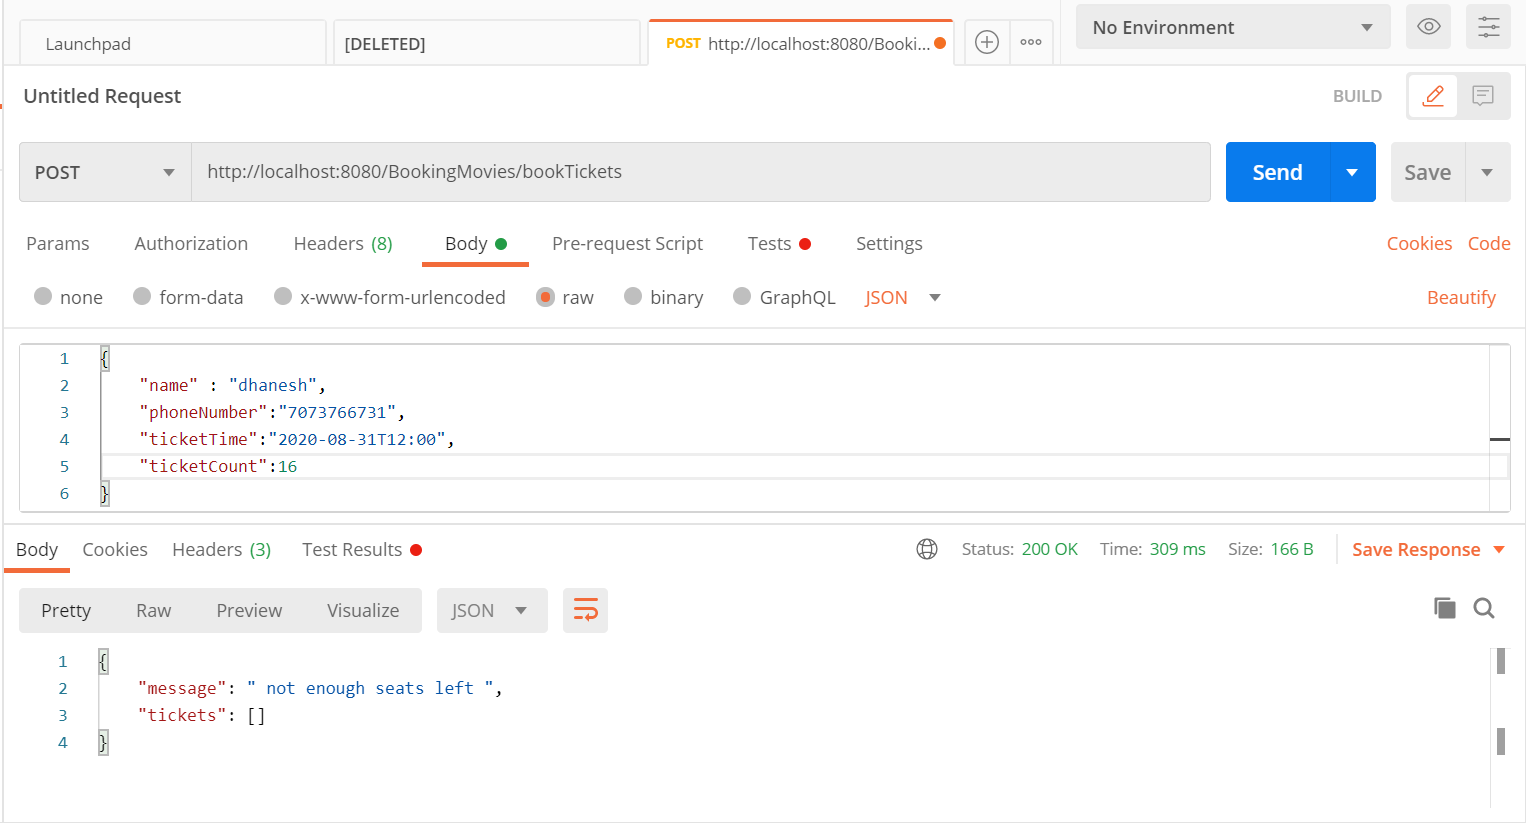 Launchpad [DELETED] POST http://localhost:8080/Booki... No Environment
Untitled Request BUILD
POST http://localhost:8080/BookingMovies/bookTickets Send Save
Params Authorization Headers (8) Body Pre-request Script Tests Settings Cookies Code
none form-data x-www-form-urlencoded raw binary GraphQL JSON Beautify
1 {
2 "name" : "dhanesh",
3 "phoneNumber":"7073766731",
4 "ticketTime":"2020-08-31T12:00",
5 "ticketCount":16
6 }
Body Cookies Headers (3) Test Results Status: 200 OK Time: 309 ms Size: 166 B Save Response
Pretty Raw Preview Visualize JSON
1 {
2 "message": " not enough seats left ",
3 "tickets": []
4 }